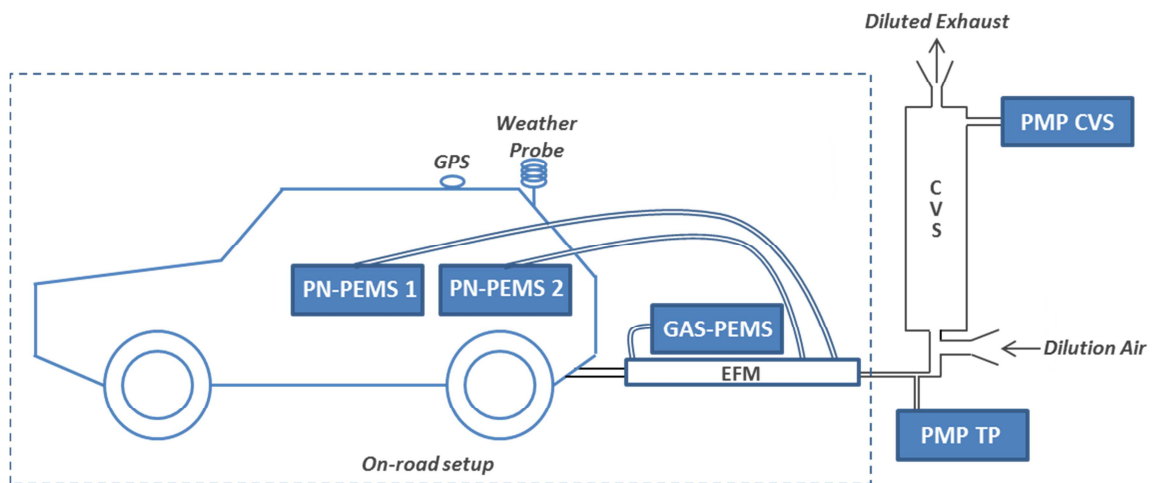 Diluted Exhaust
Weather
Probe
GPS
PMP CVS
C
V
S
PN-PEMS 1
PN-PEMS 2
GAS-PEMS
Dilution Air
EFM
PMP TP
On-road setup